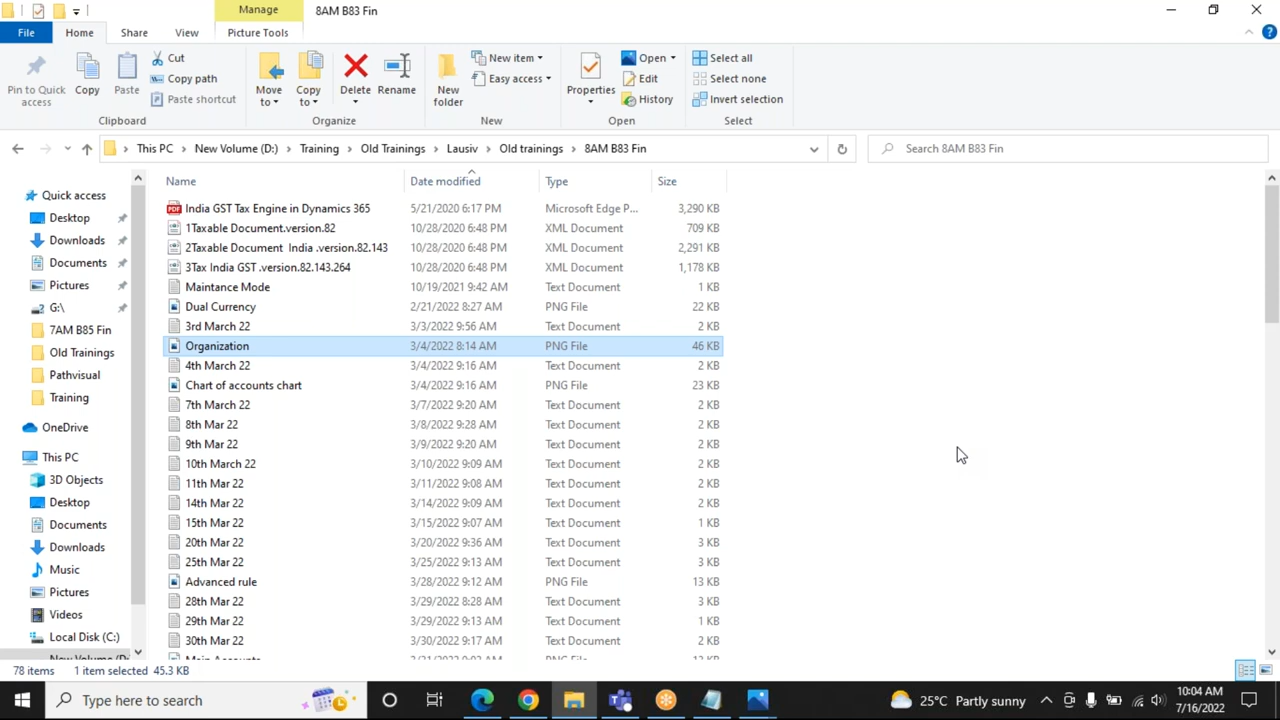 Manage
8AM B83 Fin
File
Home
Share
View
Picture Tools
Pin to Quick access
Copy
Paste
Cut
Copy path
Paste shortcut
Clipboard
Move to
Copy to
Delete
Rename
Organize
New folder
New item
Easy access
New
Properties
Open
Edit
History
Open
Select all
Select none
Invert selection
Select
This PC
New Volume (D:)
Training
Old Trainings
Lausiv
Old trainings
8AM B83 Fin
Search 8AM B83 Fin
Quick access
Desktop
Downloads
Documents
Pictures
G:\
7AM B85 Fin
Old Trainings
Pathvisual
Training
OneDrive
This PC
3D Objects
Desktop
Documents
Downloads
Music
Pictures
Videos
Local Disk (C:)
New Volume (D:
Name Date modified Type Size
India GST Tax Engine in Dynamics 365 5/21/2020 6:17 PM Microsoft Edge P... 3,290 KB
1Taxable Document.version.82 10/28/2020 6:48 PM XML Document 709 KB
2Taxable Document India .version.82.143 10/28/2020 6:48 PM XML Document 2,291 KB
3Tax India GST .version.82.143.264 10/28/2020 6:48 PM XML Document 1,178 KB
Maintance Mode 10/19/2021 9:42 AM Text Document 1 KB
Dual Currency 2/21/2022 8:27 AM PNG File 22 KB
3rd March 22 3/3/2022 9:56 AM Text Document 2 KB
Organization 3/4/2022 8:14 AM PNG File 46 KB
4th March 22 3/4/2022 9:16 AM Text Document 2 KB
Chart of accounts chart 3/4/2022 9:16 AM PNG File 23 KB
7th March 22 3/7/2022 9:20 AM Text Document 2 KB
8th Mar 22 3/8/2022 9:28 AM Text Document 2 KB
9th Mar 22 3/9/2022 9:20 AM Text Document 2 KB
10th March 22 3/10/2022 9:09 AM Text Document 2 KB
11th Mar 22 3/11/2022 9:08 AM Text Document 2 KB
14th Mar 22 3/14/2022 9:09 AM Text Document 2 KB
15th Mar 22 3/15/2022 9:07 AM Text Document 1 KB
20th Mar 22 3/20/2022 9:36 AM Text Document 3 KB
25th Mar 22 3/25/2022 9:13 AM Text Document 3 KB
Advanced rule 3/28/2022 9:12 AM PNG File 13 KB
28th Mar 22 3/29/2022 8:28 AM Text Document 3 KB
29th Mar 22 3/29/2022 9:13 AM Text Document 1 KB
30th Mar 22 3/30/2022 9:17 AM Text Document 2 KB
78 items 1 item selected 45.3 KB
Type here to search
25°C Partly sunny
10:04 AM
7/16/2022